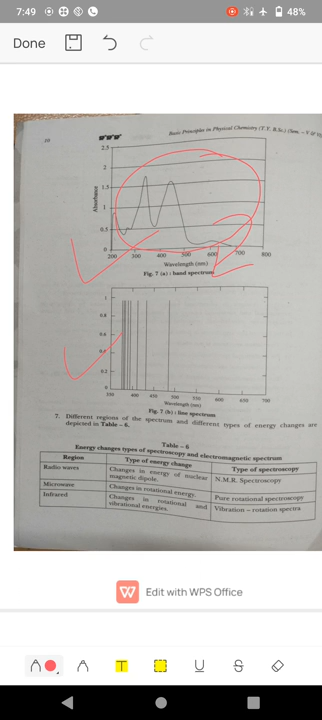 7:49
48%
Done
40
Basic Principles in Physical Chemistry (T.Y. B.Sc.) (Sem. – V
2.5
2
1.5
1
0.5
0
Absorbance
200 300 400 500 600 700 800
Wavelength (nm)
Fig. 7 (a) : band spectrum
1
0.8
0.6
0.4
0.2
0
350 400 450 500 550 600 650 700
Wavelength (nm)
Fig. 7 (b) : line spectrum
7. Different regions of the spectrum and different types of energy changes are
depicted in Table – 6.
Table – 6
Energy changes types of spectroscopy and electromagnetic spectrum
Region Type of energy change Type of spectroscopy
Radio waves Changes in energy of nuclear magnetic dipole. N.M.R. Spectroscopy
Microwave Changes in rotational energy. Pure rotational spectroscopy
Infrared Changes in rotational and vibrational energies. Vibration – rotation spectra
Edit with WPS Office